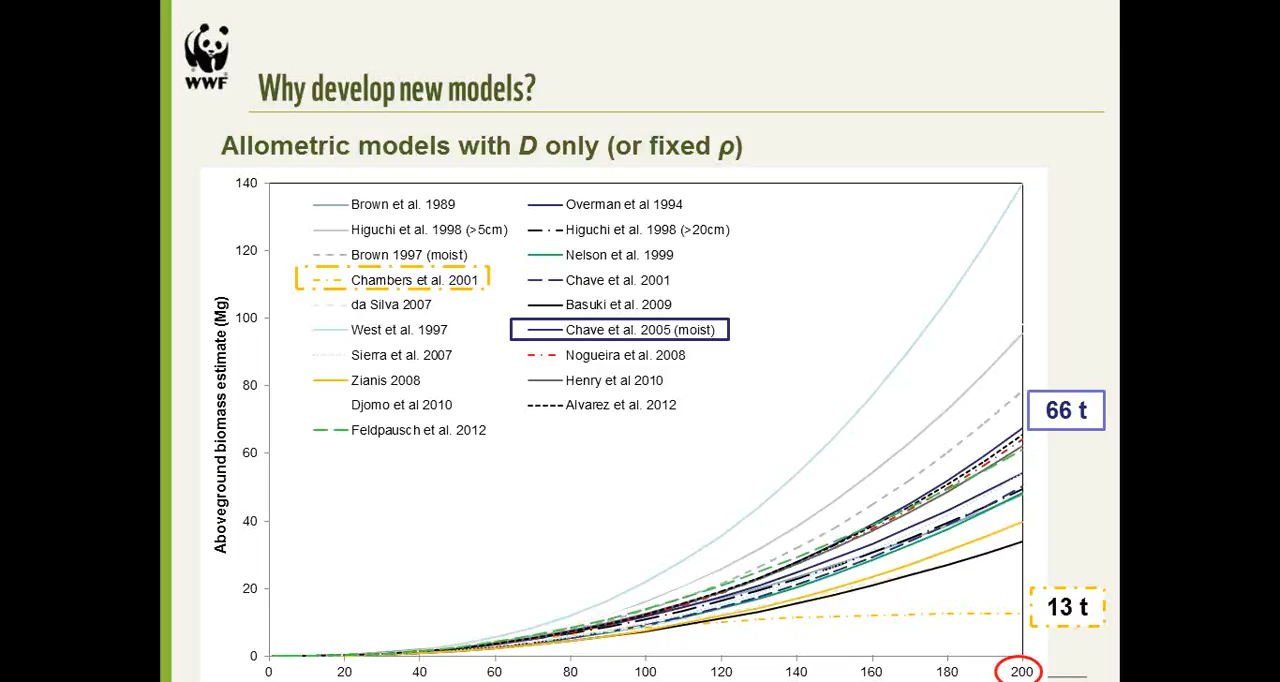 WWF
Why develop new models?
Allometric models with D only (or fixed ρ)
Aboveground biomass estimate (Mg)
140
120
100
80
60
40
20
0
Brown et al. 1989
Overman et al 1994
Higuchi et al. 1998 (>5cm)
Higuchi et al. 1998 (>20cm)
Brown 1997 (moist)
Nelson et al. 1999
Chambers et al. 2001
Chave et al. 2001
da Silva 2007
Basuki et al. 2009
West et al. 1997
Chave et al. 2005 (moist)
Sierra et al. 2007
Nogueira et al. 2008
Zianis 2008
Henry et al 2010
Djomo et al 2010
Alvarez et al. 2012
Feldpausch et al. 2012
66 t
13 t
0 20 40 60 80 100 120 140 160 180 200